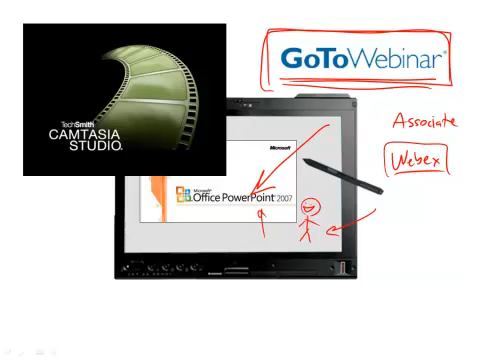 TechSmith
CAMTASIA
STUDIO.
GoToWebinar
Associate
Webex
Microsoft
Microsoft
Office PowerPoint 2007